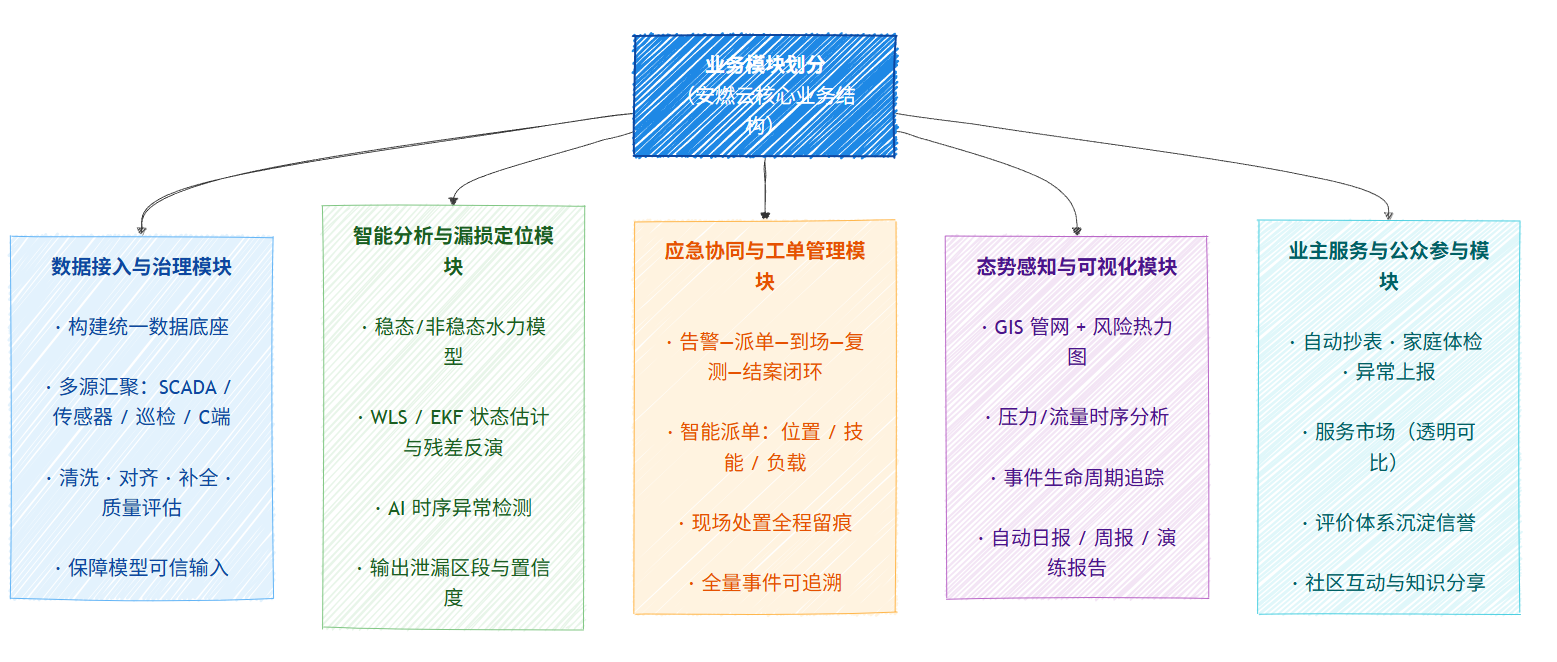 业务模块划分
（安燃云核心业务结
构）
数据接入与治理模块
· 构建统一数据底座
· 多源汇聚：SCADA /
传感器 / 巡检 / C端
· 清洗 · 对齐 · 补全 ·
质量评估
· 保障模型可信输入
智能分析与漏损定位模
块
· 稳态/非稳态水力模
型
· WLS / EKF 状态估计
与残差反演
· AI 时序异常检测
· 输出泄漏区段与置信
度
应急协同与工单管理模
块
· 告警—派单—到场—复
测—结案闭环
· 智能派单：位置 / 技
能 / 负载
· 现场处置全程留痕
· 全量事件可追溯
态势感知与可视化模块
· GIS 管网 + 风险热力
图
· 压力/流量时序分析
· 事件生命周期追踪
· 自动日报 / 周报 / 演
练报告
业主服务与公众参与模
块
· 自动抄表 · 家庭体检
· 异常上报
· 服务市场（透明可
比）
· 评价体系沉淀信誉
· 社区互动与知识分享